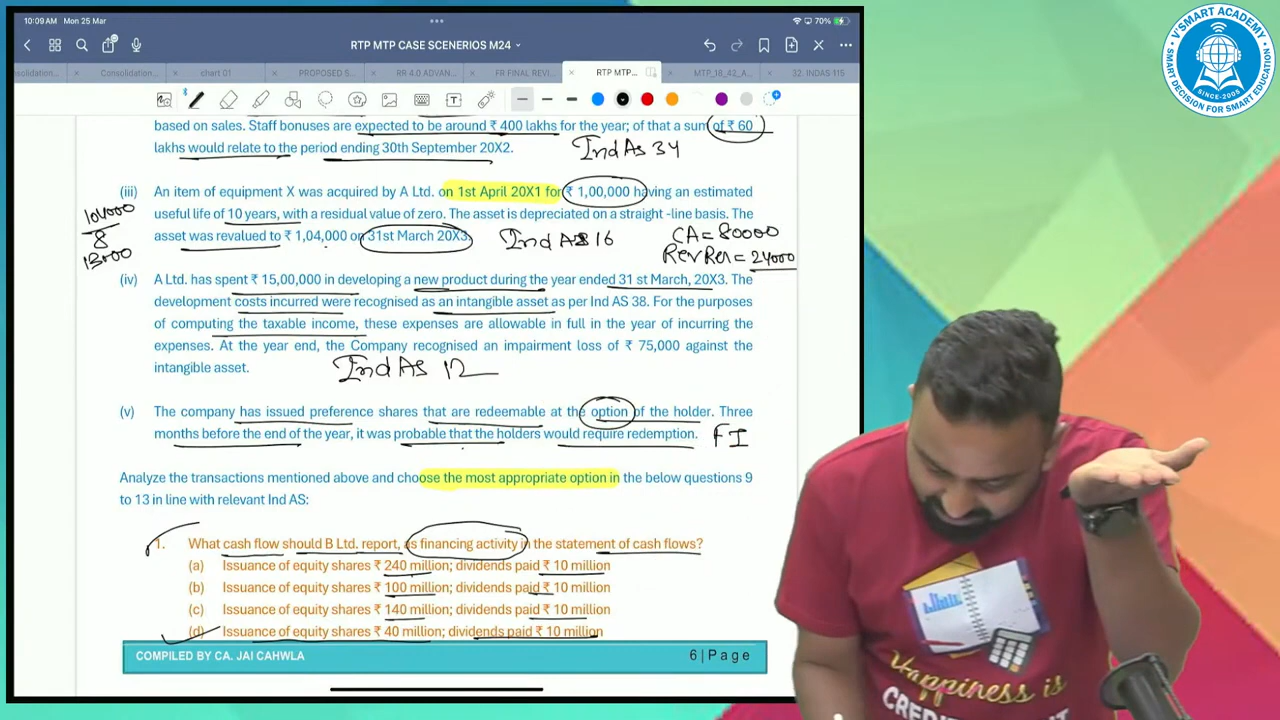 10:09 AM Mon 25 Mar
70%
RTP MTP CASE SCENERIOS M24
Consolidation...
chart 01
PROPOSED S...
RR 4.0 ADVAN...
FR FINAL REVI...
RTP MTP...
MTP_18_42_A...
32. INDAS 115
based on sales. Staff bonuses are expected to be around ₹ 400 lakhs for the year; of that a sum of ₹ 60
lakhs would relate to the period ending 30th September 20X2.
Ind As 34
(iii) An item of equipment X was acquired by A Ltd. on 1st April 20X1 for ₹ 1,00,000 having an estimated
useful life of 10 years, with a residual value of zero. The asset is depreciated on a straight -line basis. The
asset was revalued to ₹ 1,04,000 on 31st March 20X3.
104000
8
13000
Ind AS 16
CA = 80000
Rev Res = 24000
(iv) A Ltd. has spent ₹ 15,00,000 in developing a new product during the year ended 31 st March, 20X3. The
development costs incurred were recognised as an intangible asset as per Ind AS 38. For the purposes
of computing the taxable income, these expenses are allowable in full in the year of incurring the
expenses. At the year end, the Company recognised an impairment loss of ₹ 75,000 against the
intangible asset.
Ind As 12
(v) The company has issued preference shares that are redeemable at the option of the holder. Three
months before the end of the year, it was probable that the holders would require redemption.
FI
Analyze the transactions mentioned above and choose the most appropriate option in the below questions 9
to 13 in line with relevant Ind AS:
1. What cash flow should B Ltd. report, as financing activity in the statement of cash flows?
(a) Issuance of equity shares ₹ 240 million; dividends paid ₹ 10 million
(b) Issuance of equity shares ₹ 100 million; dividends paid ₹ 10 million
(c) Issuance of equity shares ₹ 140 million; dividends paid ₹ 10 million
(d) Issuance of equity shares ₹ 40 million; dividends paid ₹ 10 million
COMPILED BY CA. JAI CAHWLA
6 | Page
V'SMART ACADEMY
SINCE-2005
SMART DECISION FOR SMART EDUCATION
Happiness is